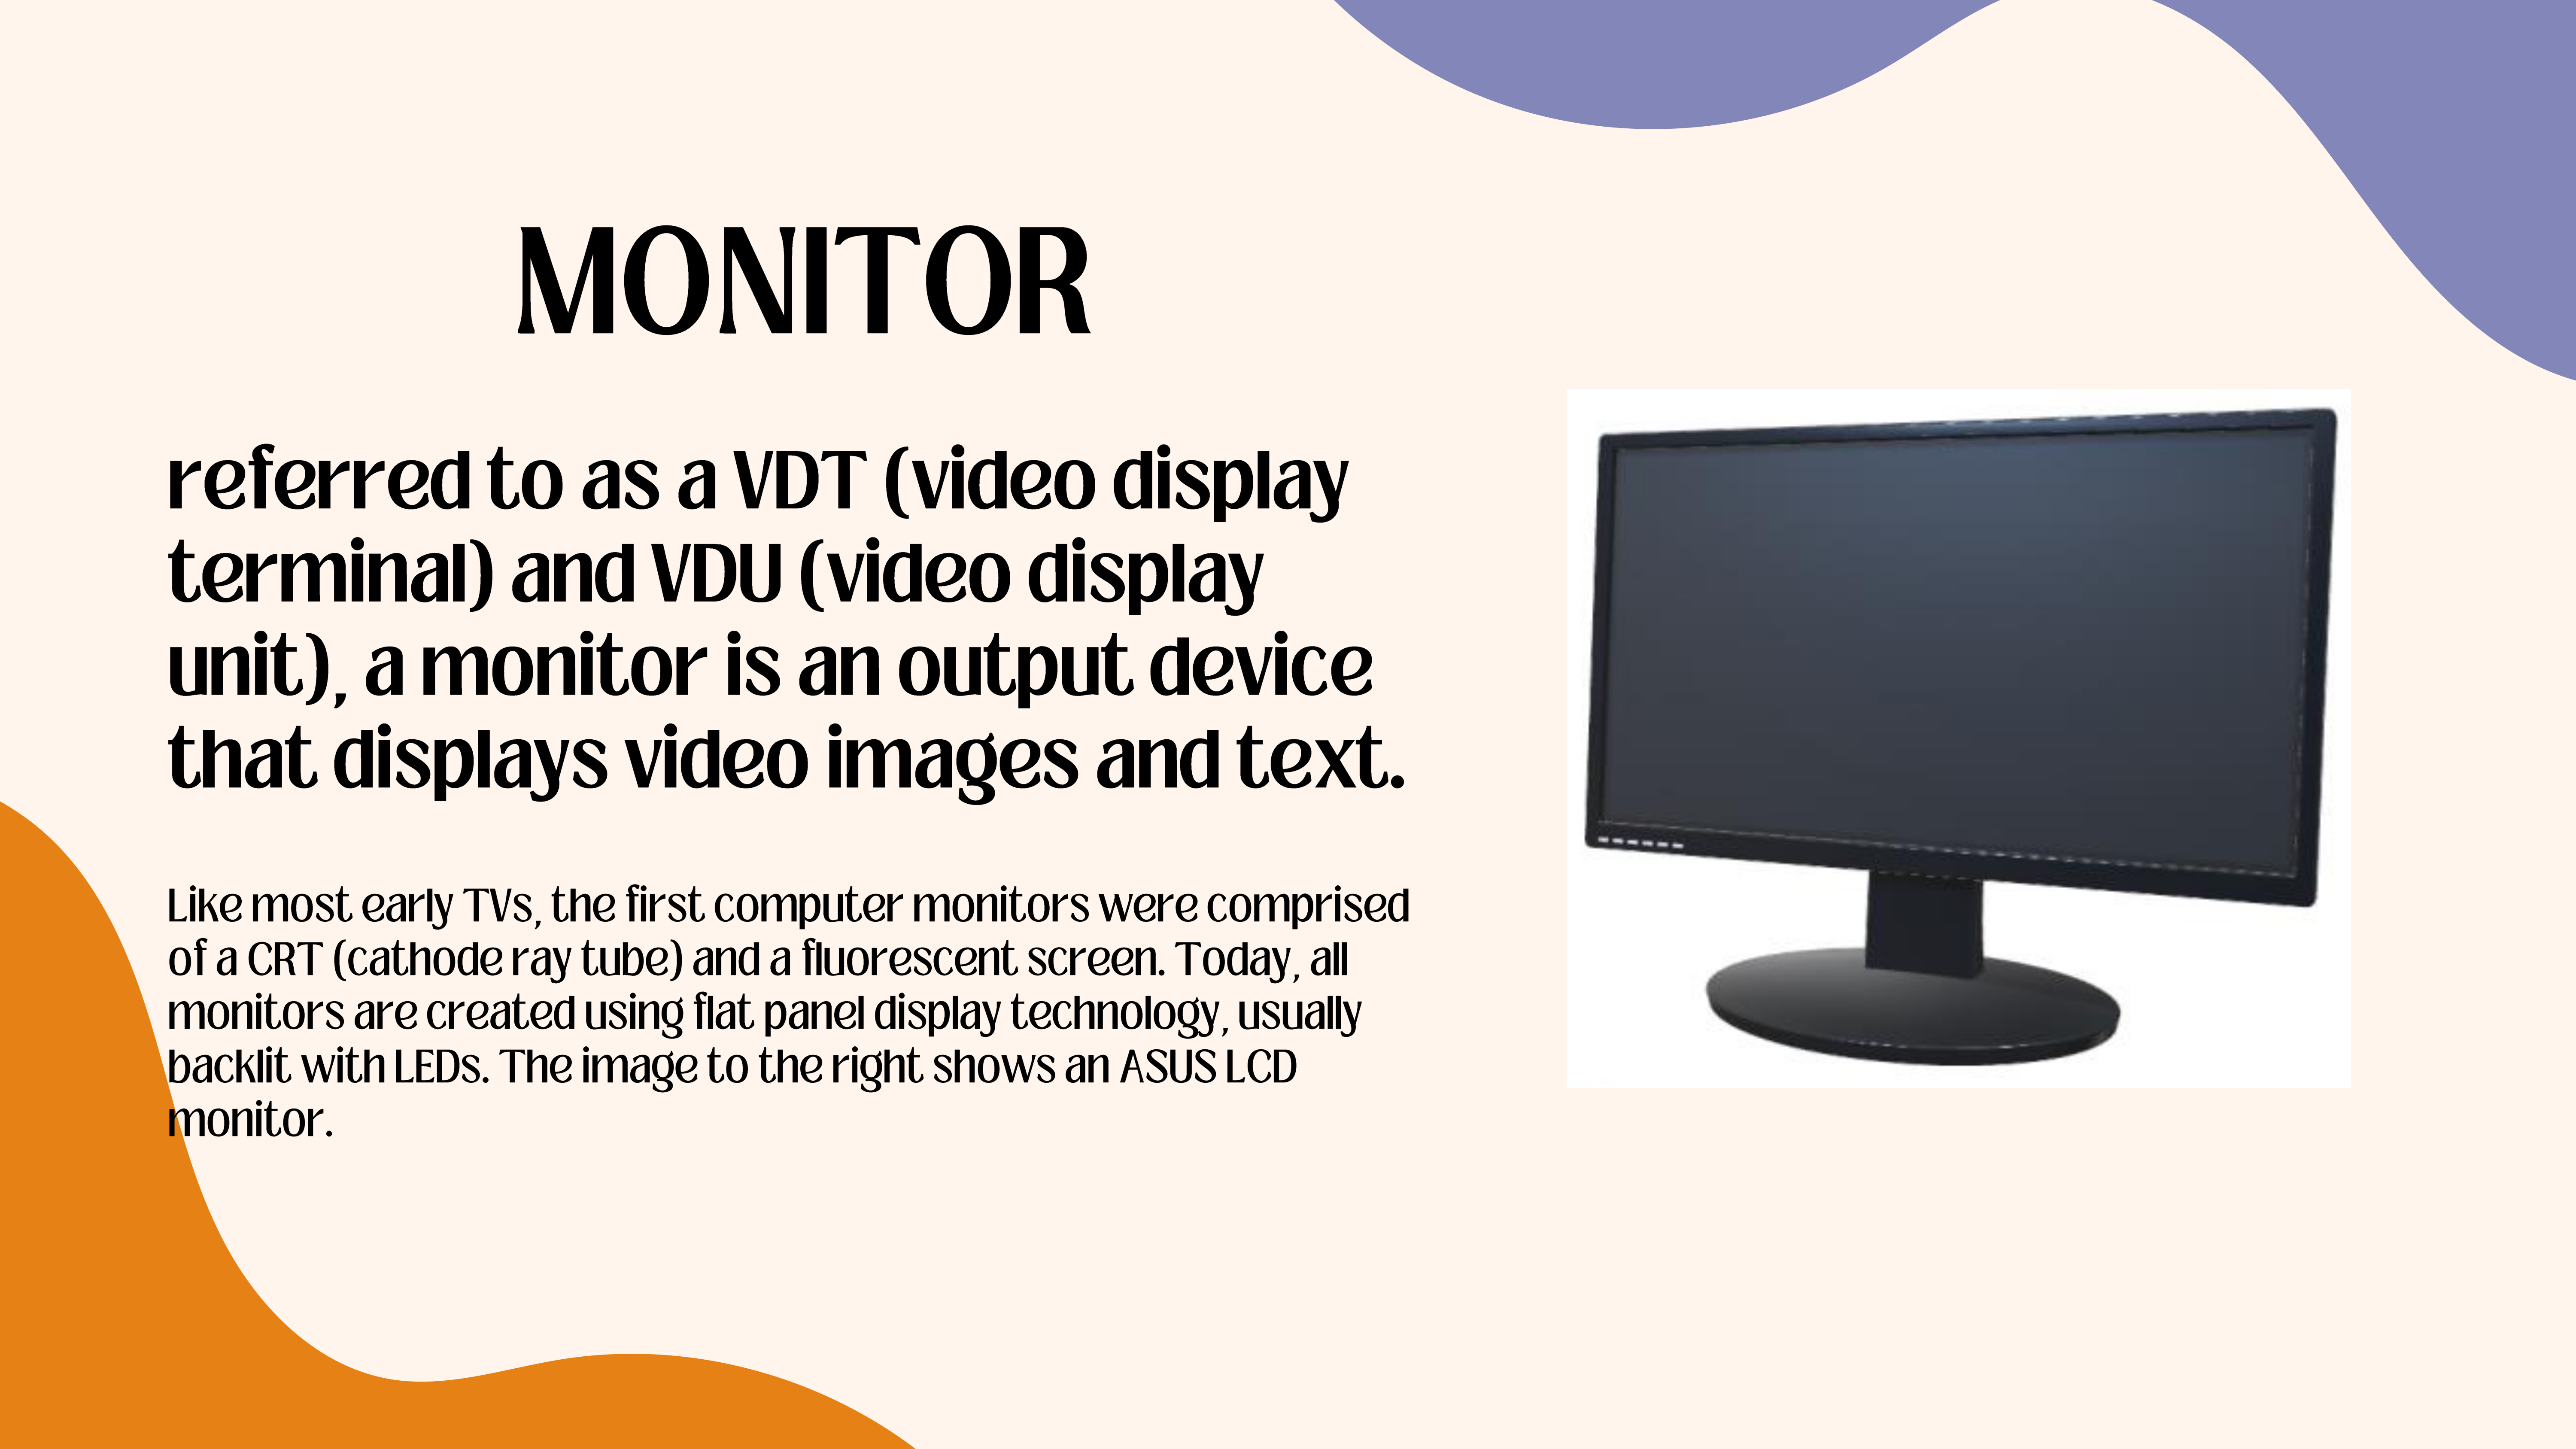 MONITOR
referred to as a VDT (video display
terminal) and VDU (video display
unit), a monitor is an output device
that displays video images and text.
Like most early TVs, the first computer monitors were comprised
of a CRT (cathode ray tube) and a fluorescent screen. Today, all
monitors are created using flat panel display technology, usually
backlit with LEDs. The image to the right shows an ASUS LCD
monitor.